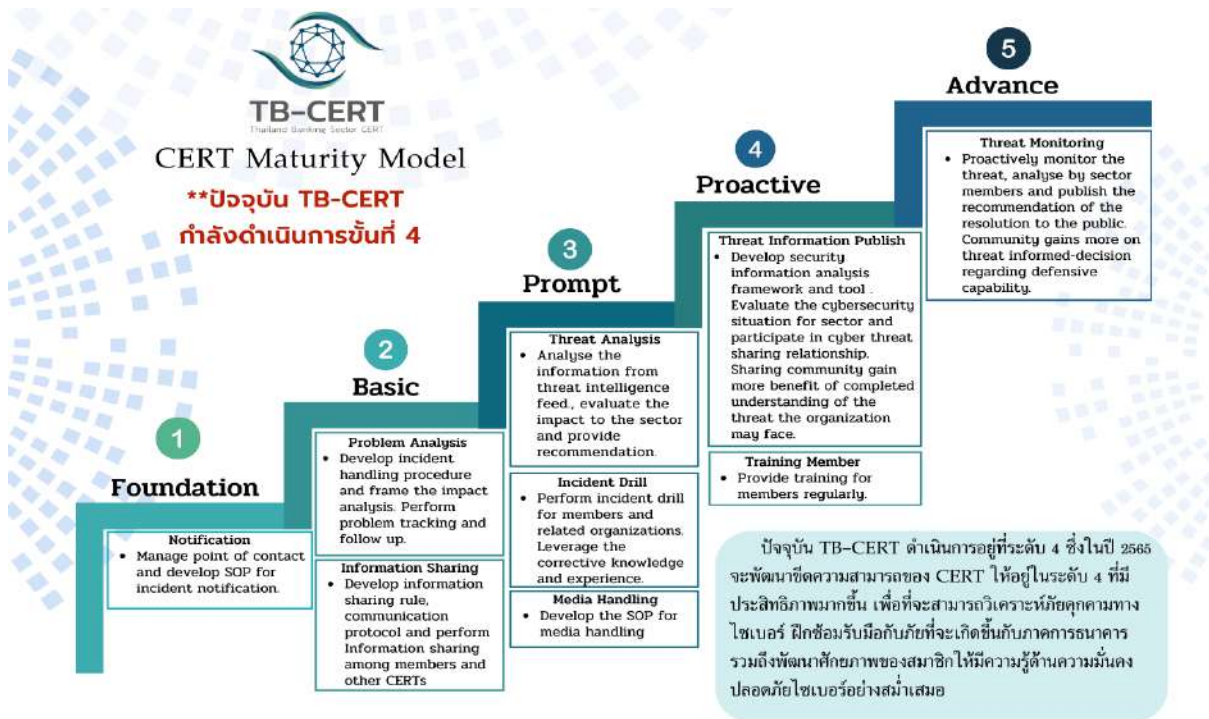 TB-CERT
Thailand Banking Sector CERT
CERT Maturity Model
**ปัจจุบัน TB-CERT
กำลังดำเนินการขั้นที่ 4
1
Foundation
Notification
• Manage point of contact
and develop SOP for
incident notification.
2
Basic
Problem Analysis
• Develop incident
handling procedure
and frame the impact
analysis. Perform
problem tracking and
follow up.
Information Sharing
• Develop information
sharing rule,
communication
protocol and perform
Information sharing
among members and
other CERTs
3
Prompt
Threat Analysis
• Analyse the
information from
threat intelligence
feed., evaluate the
impact to the sector
and provide
recommendation.
Incident Drill
• Perform incident drill
for members and
related organizations.
Leverage the
corrective knowledge
and experience.
Media Handling
• Develop the SOP for
media handling
4
Proactive
Threat Information Publish
• Develop security
information analysis
framework and tool .
Evaluate the cybersecurity
situation for sector and
participate in cyber threat
sharing relationship.
Sharing community gain
more benefit of completed
understanding of the
threat the organization
may face.
Training Member
• Provide training for
members regularly.
5
Advance
Threat Monitoring
• Proactively monitor the
threat, analyse by sector
members and publish the
recommendation of the
resolution to the public.
Community gains more on
threat informed-decision
regarding defensive
capability.
ปัจจุบัน TB-CERT ดำเนินการอยู่ที่ระดับ 4 ซึ่งในปี 2565
จะพัฒนาขีดความสามารถของ CERT ให้อยู่ในระดับ 4 ที่มี
ประสิทธิภาพมากขึ้น เพื่อที่จะสามารถวิเคราะห์ภัยคุกคามทาง
ไซเบอร์ ฝึกซ้อมรับมือกับภัยที่จะเกิดขึ้นกับภาคการธนาคาร
รวมถึงพัฒนาศักยภาพของสมาชิกให้มีความรู้ด้านความมั่นคง
ปลอดภัยไซเบอร์อย่างสม่ำเสมอ